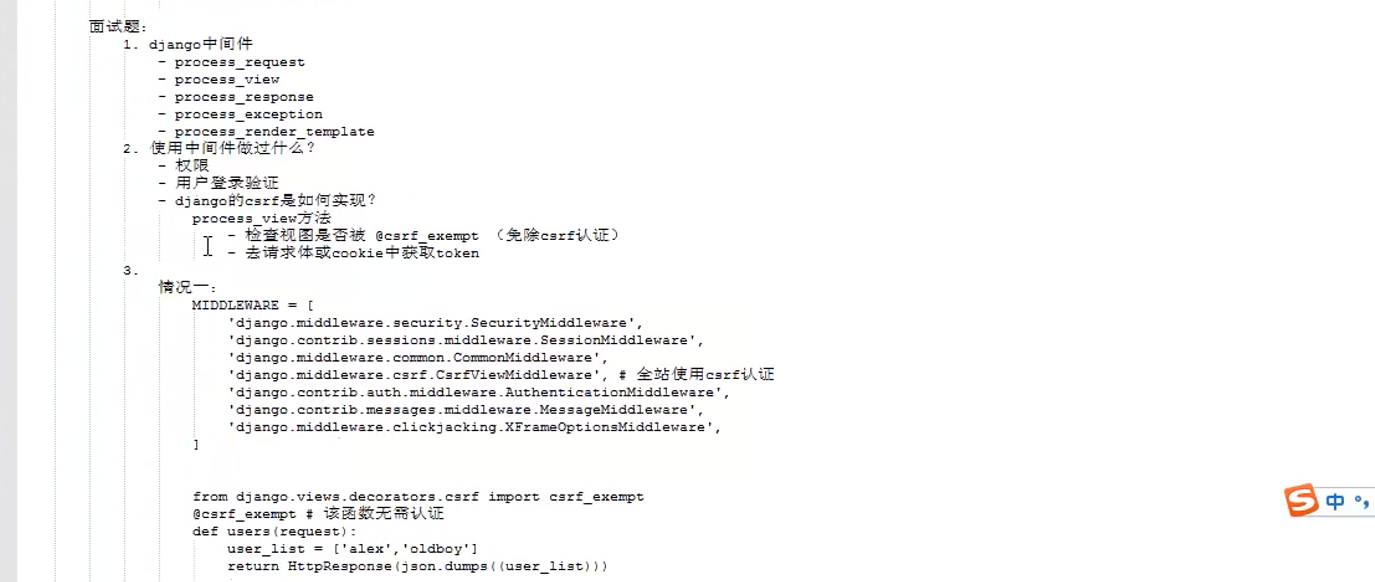 面试题:
1. django中间件
- process_request
- process_view
- process_response
- process_exception
- process_render_template
2. 使用中间件做过什么?
- 权限
- 用户登录验证
- django的csrf是如何实现?
process_view方法
- 检查视图是否被 @csrf_exempt （免除csrf认证）
- 去请求体或cookie中获取token
3.
情况一:
MIDDLEWARE = [
'django.middleware.security.SecurityMiddleware',
'django.contrib.sessions.middleware.SessionMiddleware',
'django.middleware.common.CommonMiddleware',
'django.middleware.csrf.CsrfViewMiddleware', # 全站使用csrf认证
'django.contrib.auth.middleware.AuthenticationMiddleware',
'django.contrib.messages.middleware.MessageMiddleware',
'django.middleware.clickjacking.XFrameOptionsMiddleware',
]
from django.views.decorators.csrf import csrf_exempt
@csrf_exempt # 该函数无需认证
def users(request):
user_list = ['alex','oldboy']
return HttpResponse(json.dumps((user_list)))
S 中 °,